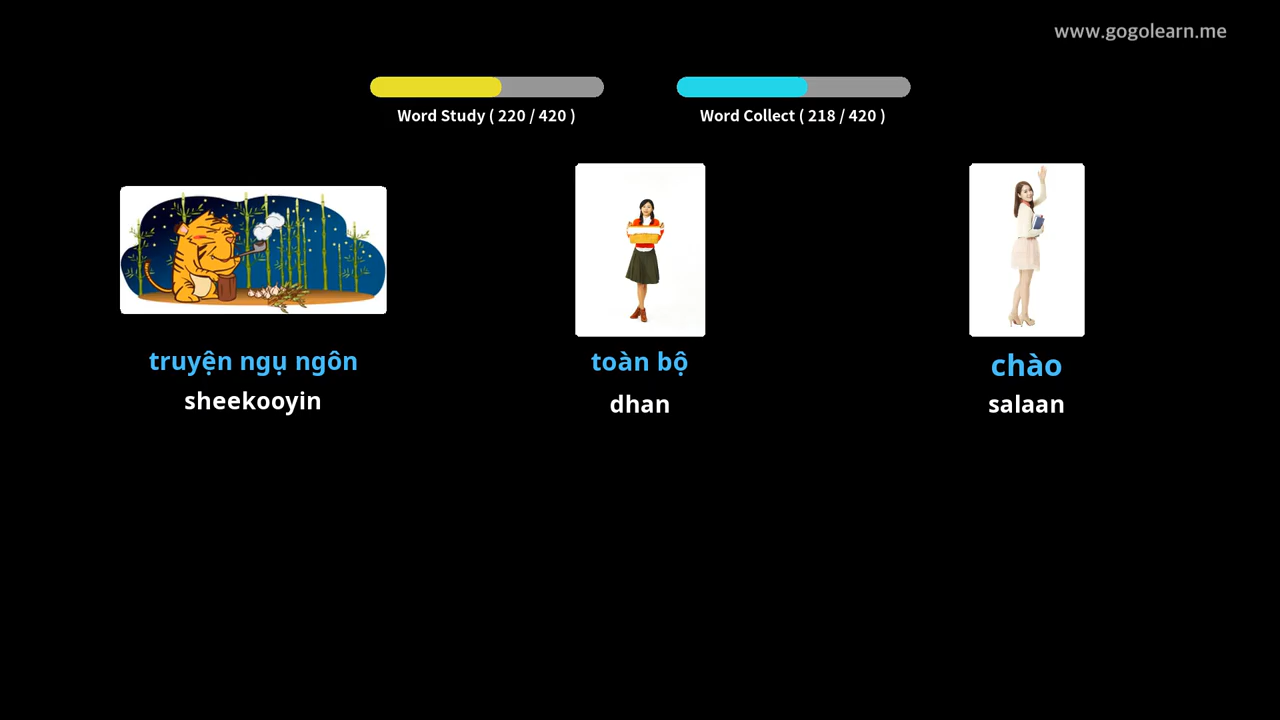 www.gogolearn.me
Word Study ( 220 / 420 )
Word Collect ( 218 / 420 )
truyện ngụ ngôn
sheekooyin
toàn bộ
dhan
chào
salaan